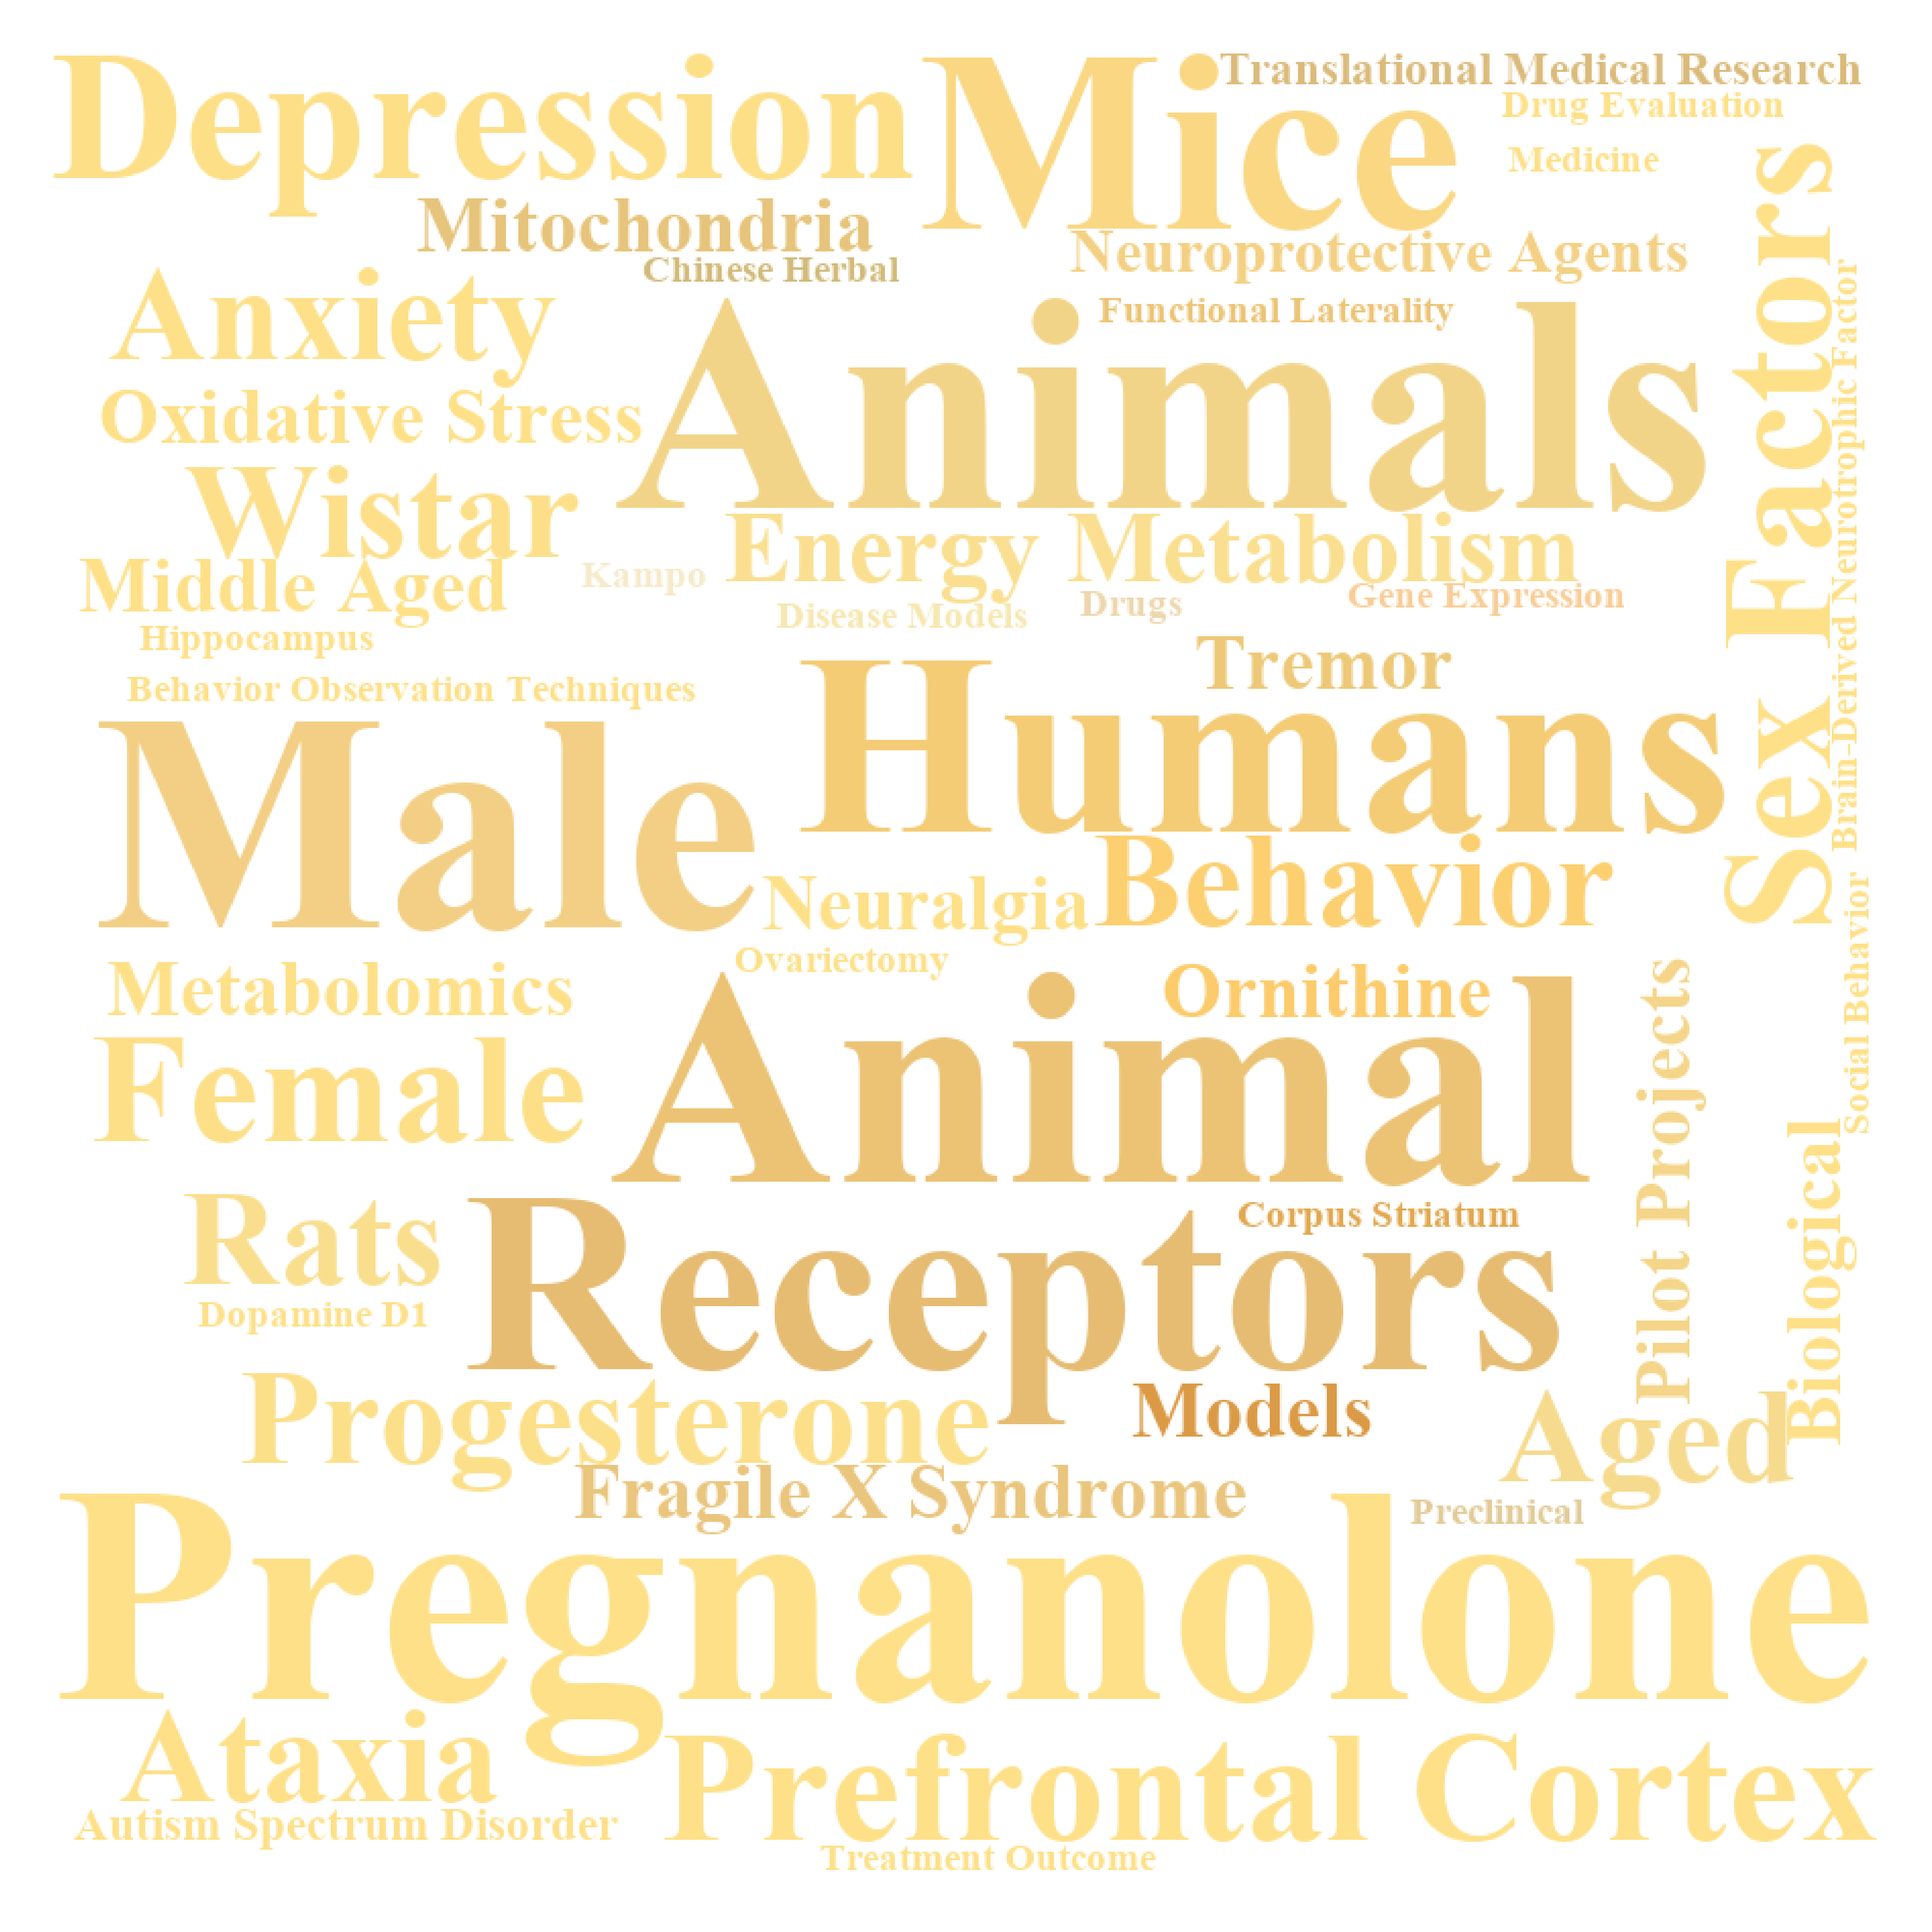 Depression
Mice
Translational Medical Research
Drug Evaluation
Medicine
Mitochondria
Chinese Herbal
Neuroprotective Agents
Anxiety
Functional Laterality
Animals
Oxidative Stress
Wistar
Energy Metabolism
Middle Aged
Kampo
Disease Models
Drugs
Gene Expression
Hippocampus
Sex Factors
Brain-Derived Neurotrophic Factor
Behavior Observation Techniques
Tremor
Male
Humans
Behavior
Neuralgia
Ovariectomy
Social Behavior
Metabolomics
Ornithine
Animal
Female
Pilot Projects
Biological
Rats
Corpus Striatum
Receptors
Dopamine D1
Progesterone
Models
Aged
Fragile X Syndrome
Preclinical
Pregnanolone
Ataxia
Prefrontal Cortex
Autism Spectrum Disorder
Treatment Outcome